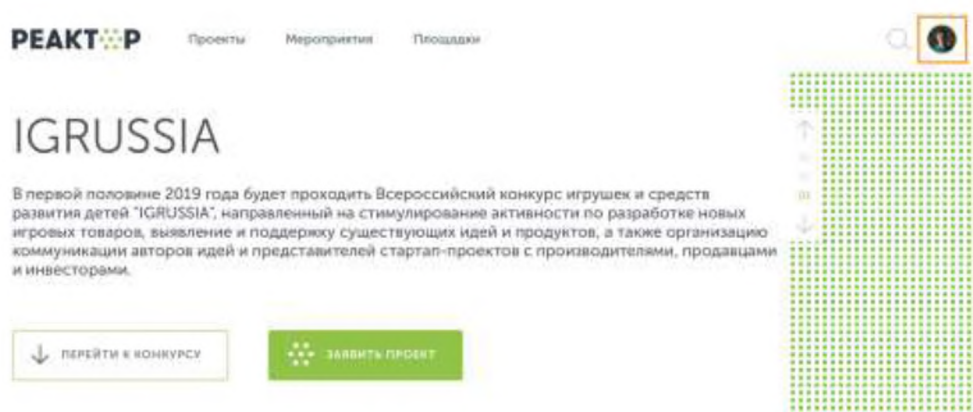 РЕАКТОР
Проекты Мероприятия Площадки
IGRUSSIA
В первой половине 2019 года будет проходить Всероссийский конкурс игрушек и средств
развития детей "IGRUSSIA", направленный на стимулирование активности по разработке новых
игровых товаров, выявление и поддержку существующих идей и продуктов, а также организацию
коммуникации авторов идей и представителей стартап-проектов с производителями, продавцами
и инвесторами.
ПЕРЕЙТИ К КОНКУРСУ
ЗАЯВИТЬ ПРОЕКТ